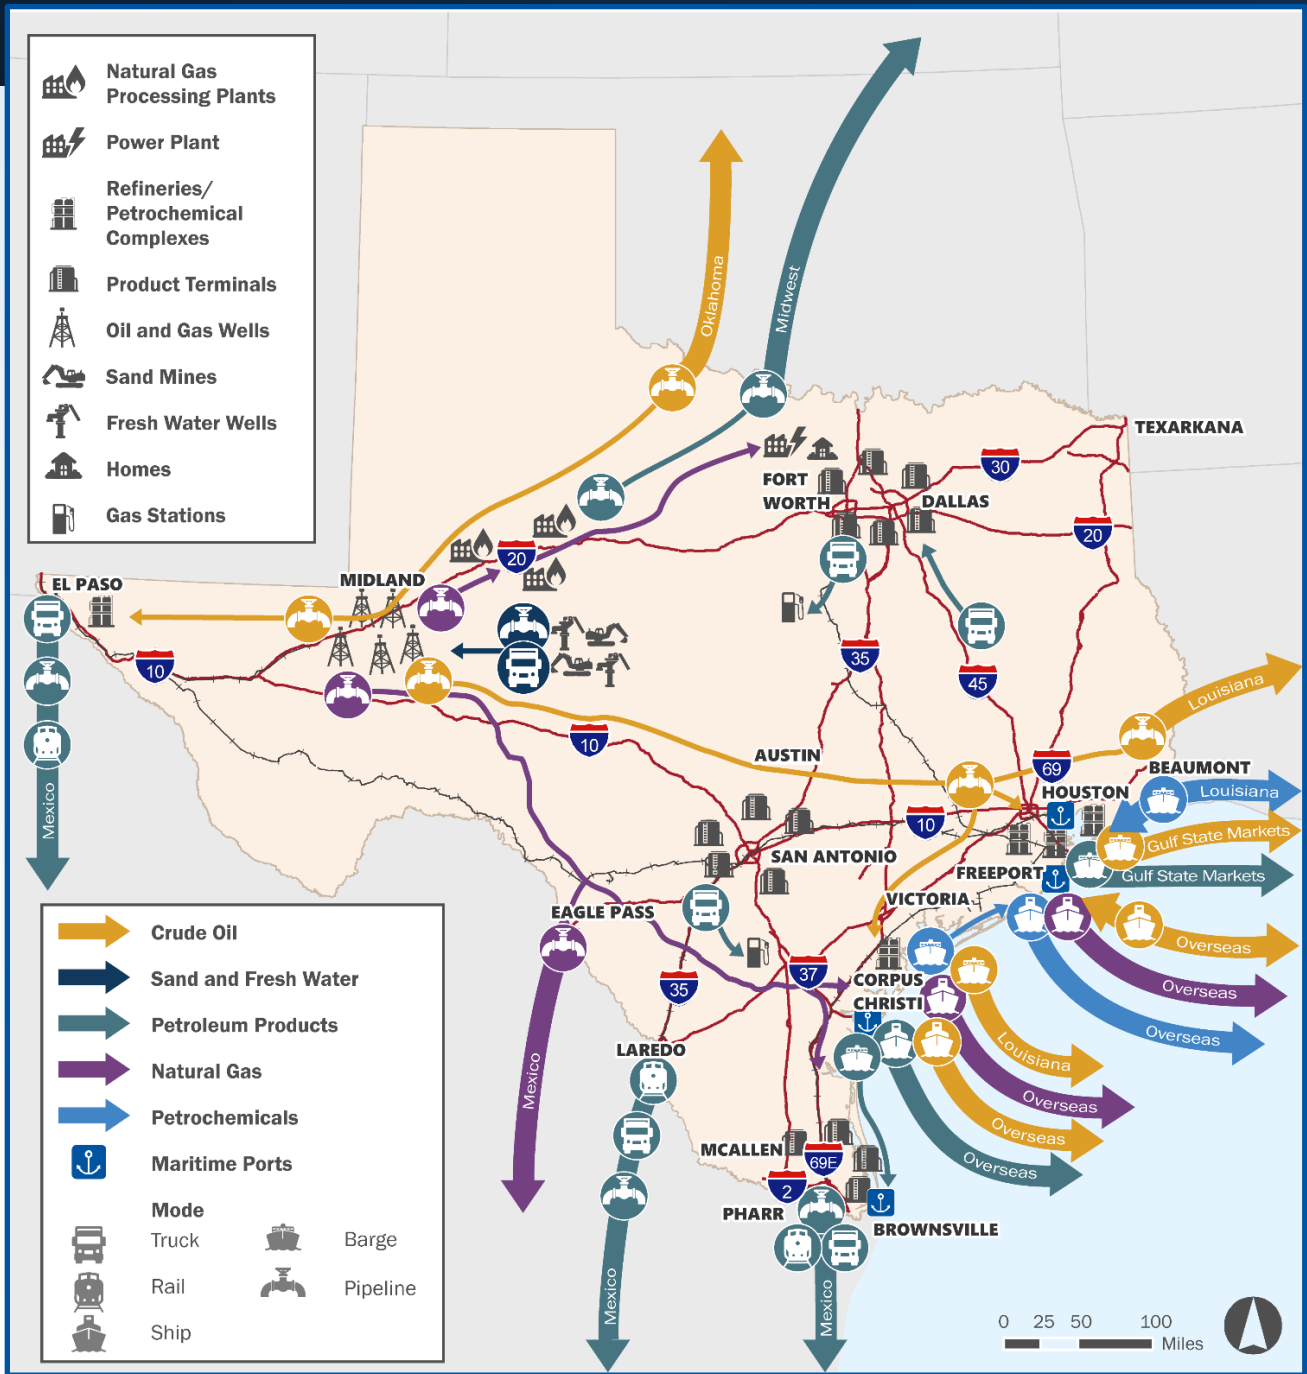 Natural Gas
Processing Plants
Power Plant
Refineries/
Petrochemical
Complexes
Product Terminals
Oil and Gas Wells
Sand Mines
Fresh Water Wells
Homes
Gas Stations
Oklahoma
Midwest
TEXARKANA
30
FORT
WORTH
DALLAS
20
20
EL PASO
MIDLAND
10
35
45
Louisiana
10
AUSTIN
69
BEAUMONT
HOUSTON
Louisiana
Mexico
10
Gulf State Markets
SAN ANTONIO
FREEPORT
Gulf State Markets
VICTORIA
EAGLE PASS
Overseas
37
35
CORPUS
CHRISTI
Overseas
Overseas
LAREDO
Louisiana
Mexico
Overseas
Overseas
Overseas
MCALLEN
69E
2
PHARR
BROWNSVILLE
Mexico
Mexico
Crude Oil
Sand and Fresh Water
Petroleum Products
Natural Gas
Petrochemicals
Maritime Ports
Mode
Truck
Barge
Rail
Pipeline
Ship
0 25 50 100
Miles